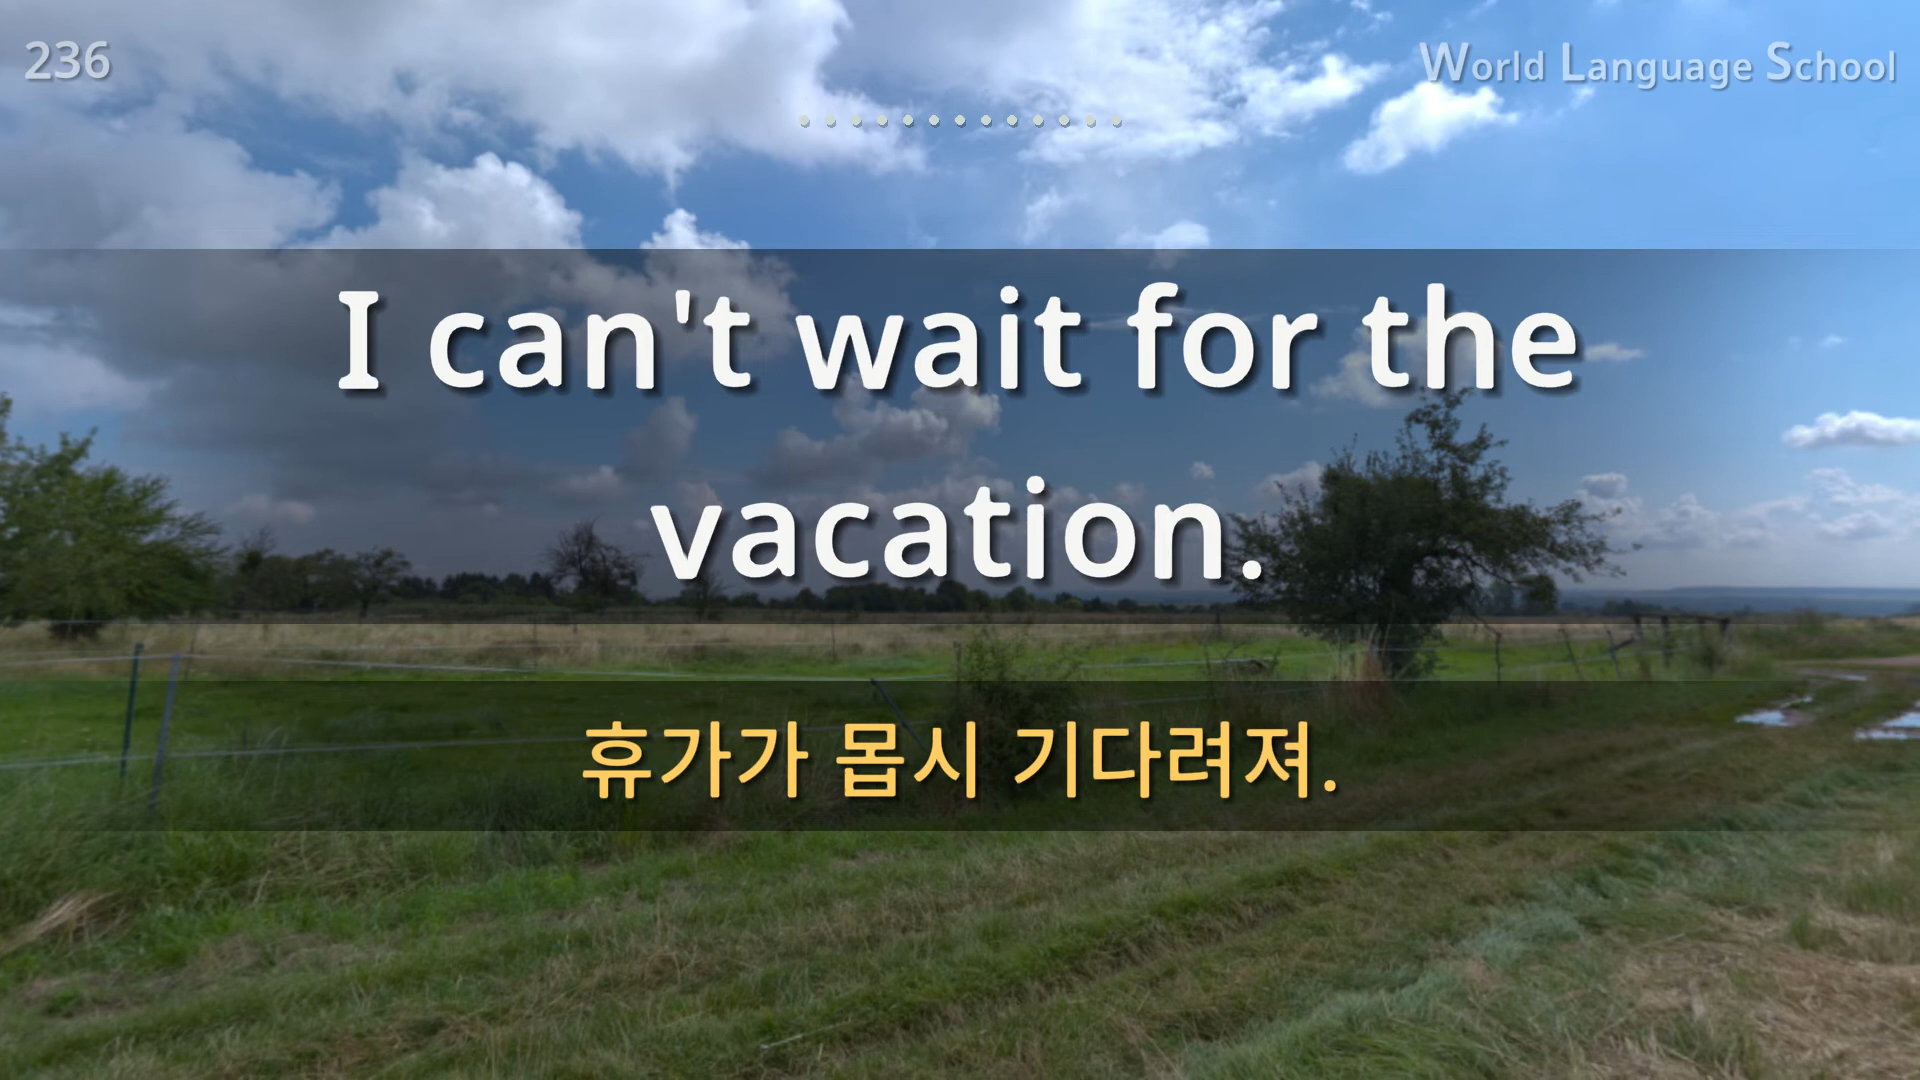 236
World Language School
I can't wait for the
vacation.
휴가가 몹시 기다려져.